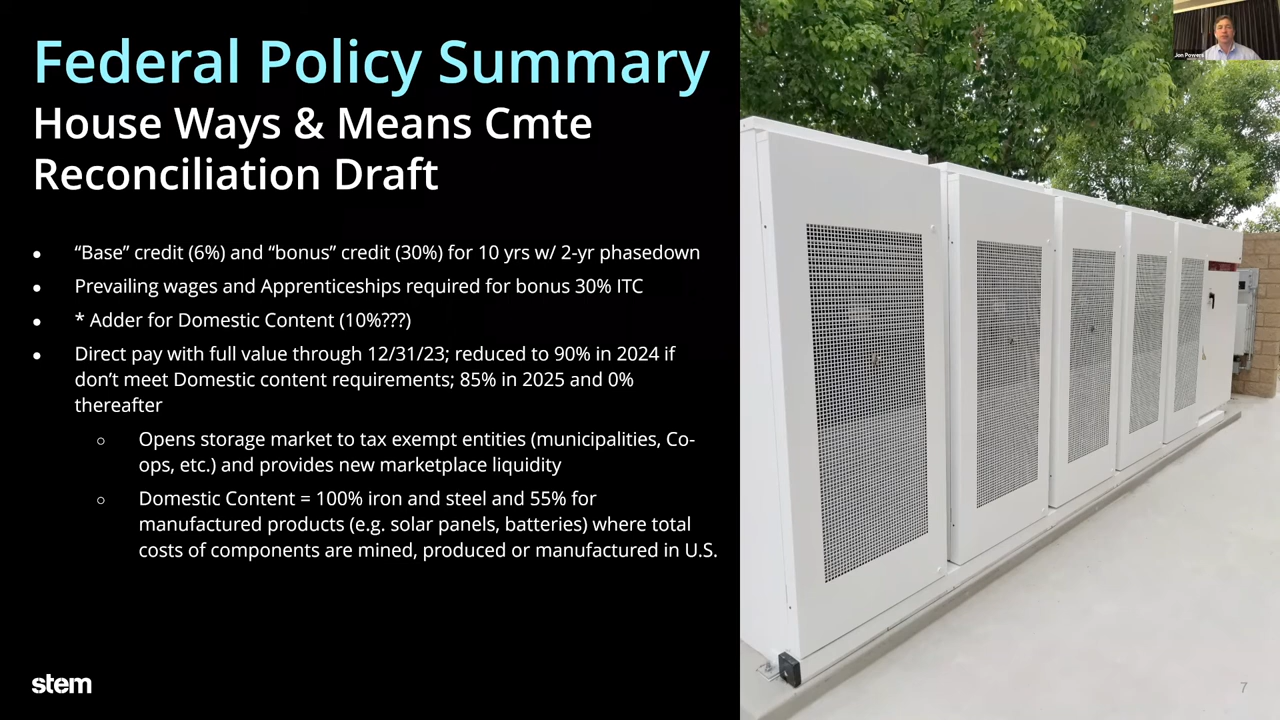 Federal Policy Summary
House Ways & Means Cmte
Reconciliation Draft
• “Base” credit (6%) and “bonus” credit (30%) for 10 yrs w/ 2-yr phasedown
• Prevailing wages and Apprenticeships required for bonus 30% ITC
• * Adder for Domestic Content (10%???)
• Direct pay with full value through 12/31/23; reduced to 90% in 2024 if
don’t meet Domestic content requirements; 85% in 2025 and 0%
thereafter
○ Opens storage market to tax exempt entities (municipalities, Co-
ops, etc.) and provides new marketplace liquidity
○ Domestic Content = 100% iron and steel and 55% for
manufactured products (e.g. solar panels, batteries) where total
costs of components are mined, produced or manufactured in U.S.
stem
Jon Powers
7